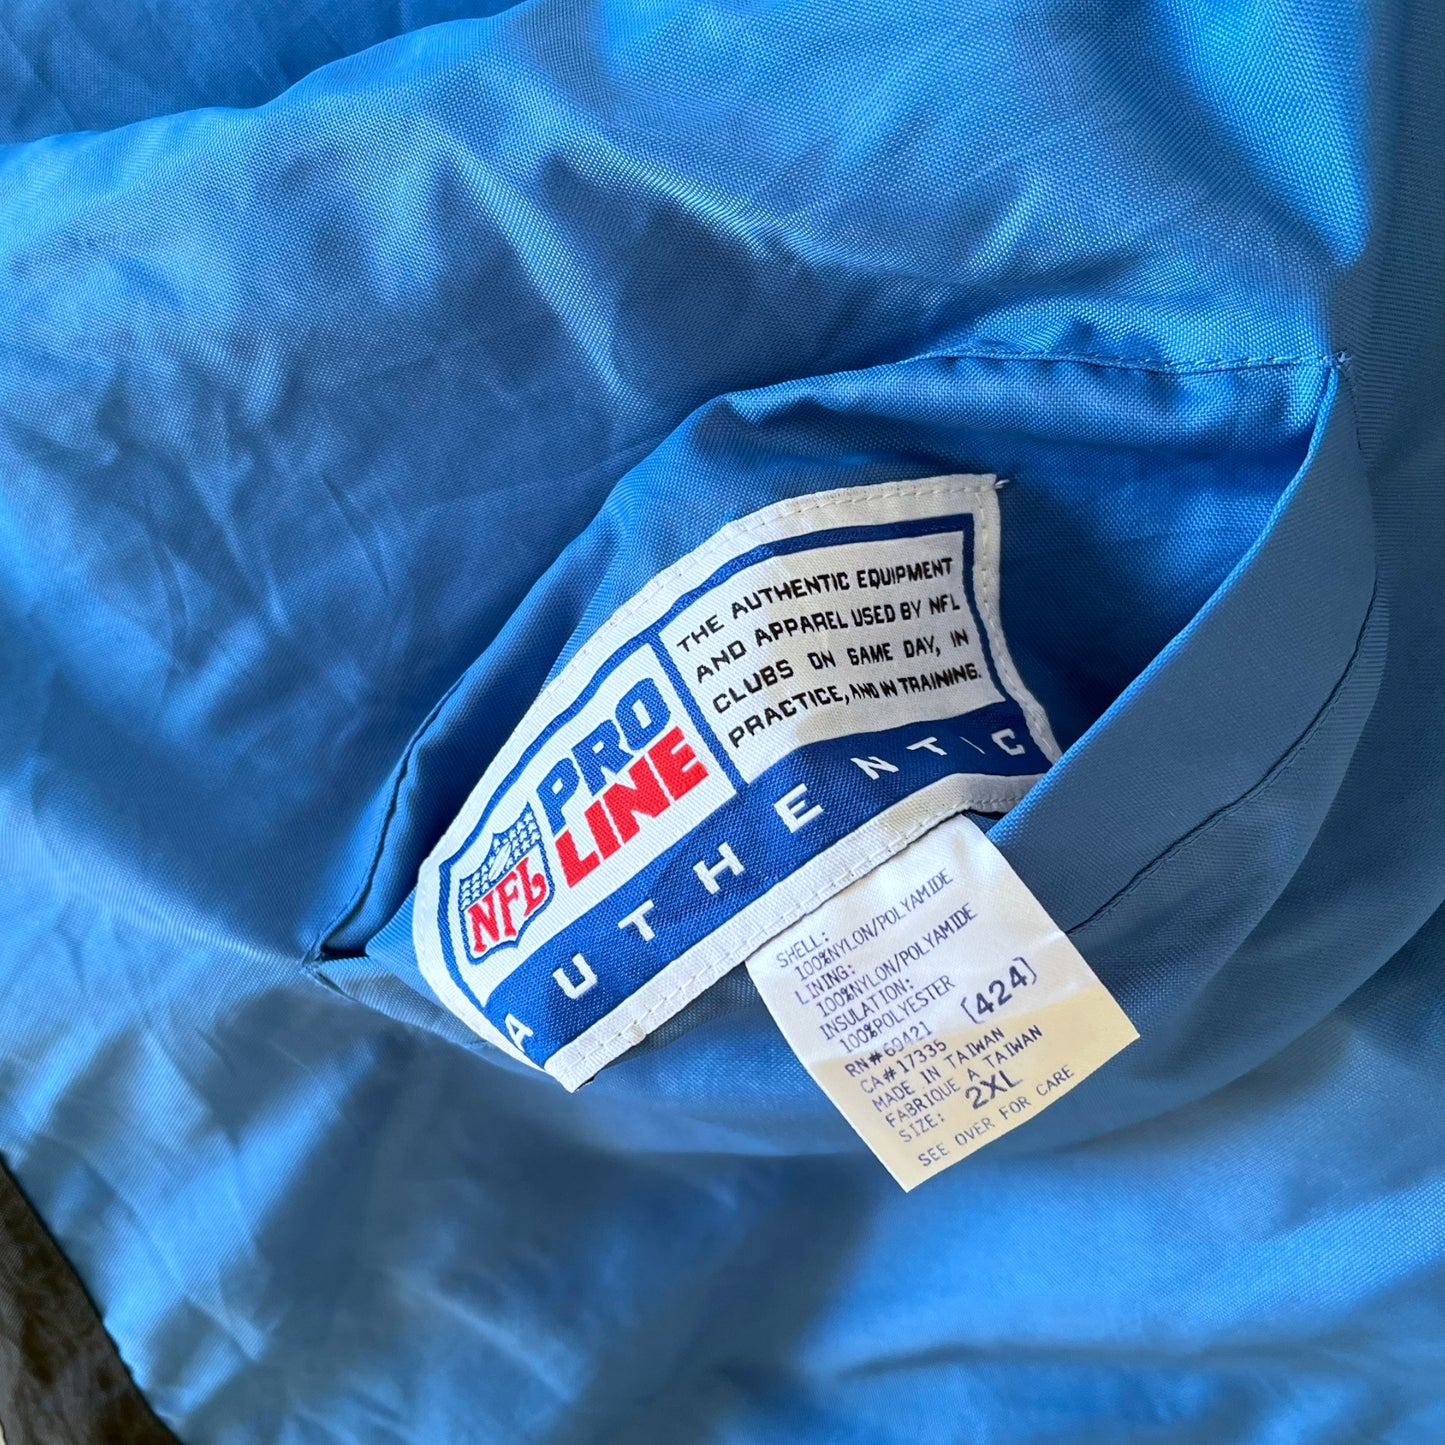 THE AUTHENTIC EQUIPMENT
AND APPAREL USED BY NFL
CLUBS ON GAME DAY, IN
PRACTICE, AND IN TRAINING.
NFL
PRO
LINE
AUTHENTIC
SHELL:
100%NYLON/POLYAMIDE
LINING:
100%NYLON/POLYAMIDE
INSULATION:
100%POLYESTER
RN#69421 [424]
CA#17335
MADE IN TAIWAN
FABRIQUE A TAIWAN
SIZE: 2XL
SEE OVER FOR CARE